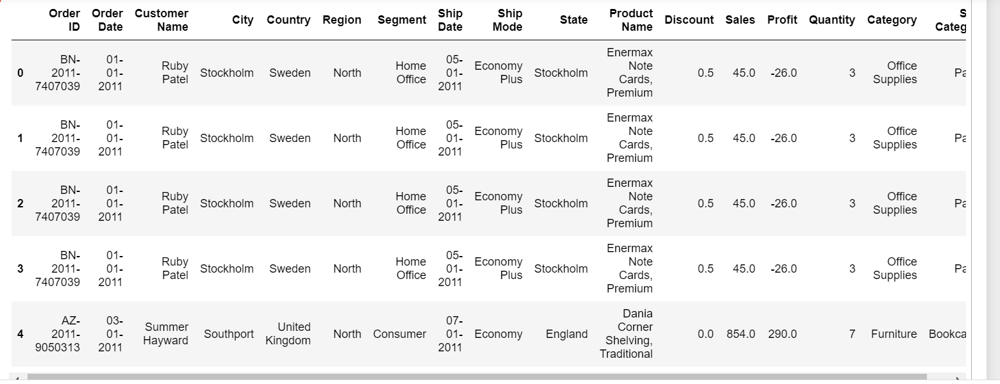 Order ID Order Date Customer Name City Country Region Segment Ship Date Ship Mode State Product Name Discount Sales Profit Quantity Category
0 BN-2011-7407039 01-01-2011 Ruby Patel Stockholm Sweden North Home Office 05-01-2011 Economy Plus Stockholm Enermax Note Cards, Premium 0.5 45.0 -26.0 3 Office Supplies
1 BN-2011-7407039 01-01-2011 Ruby Patel Stockholm Sweden North Home Office 05-01-2011 Economy Plus Stockholm Enermax Note Cards, Premium 0.5 45.0 -26.0 3 Office Supplies
2 BN-2011-7407039 01-01-2011 Ruby Patel Stockholm Sweden North Home Office 05-01-2011 Economy Plus Stockholm Enermax Note Cards, Premium 0.5 45.0 -26.0 3 Office Supplies
3 BN-2011-7407039 01-01-2011 Ruby Patel Stockholm Sweden North Home Office 05-01-2011 Economy Plus Stockholm Enermax Note Cards, Premium 0.5 45.0 -26.0 3 Office Supplies
4 AZ-2011-9050313 03-01-2011 Summer Hayward Southport United Kingdom North Consumer 07-01-2011 Economy England Dania Corner Shelving, Traditional 0.0 854.0 290.0 7 Furniture